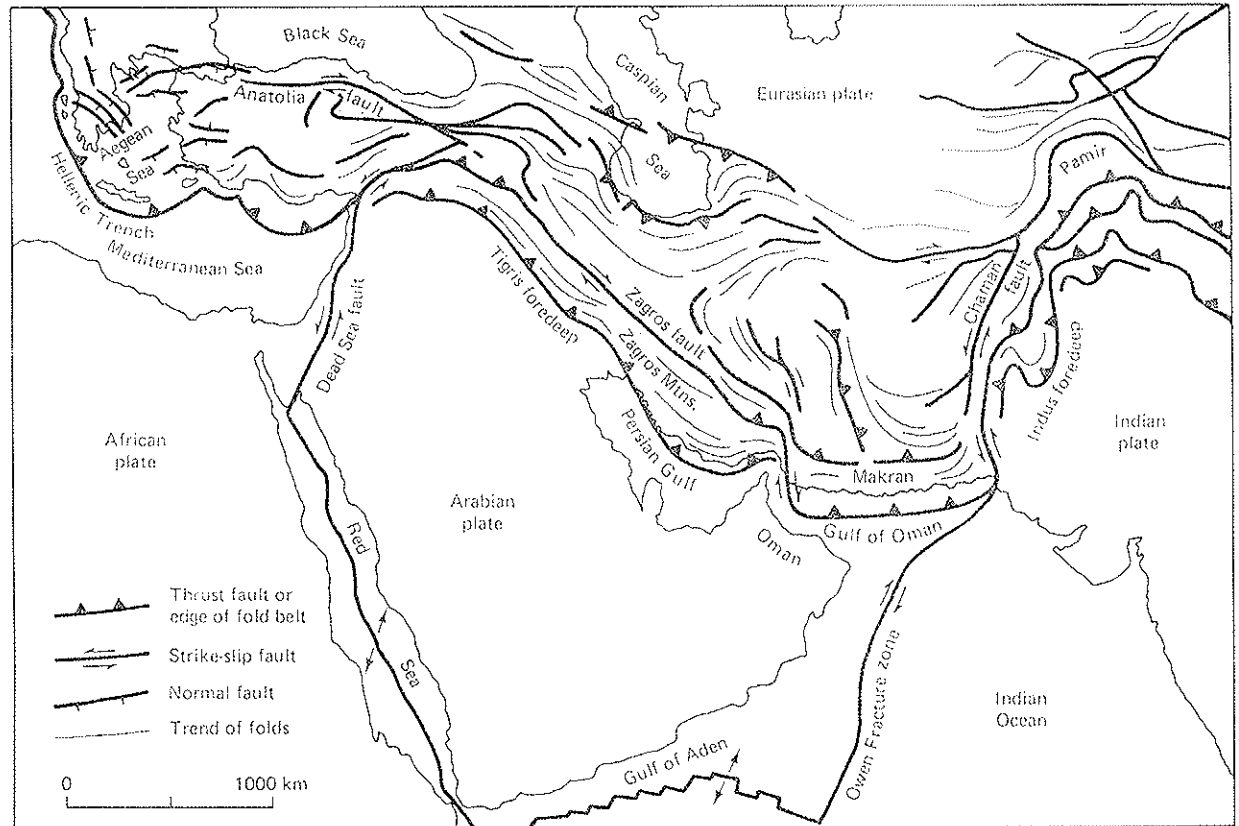 Black Sea
Caspian
Sea
Eurasian plate
Anatolia
fault
Aegean
Sea
Hellenic Trench
Mediterranean Sea
Pamir
Dead Sea fault
Tigris foredeep
Zagros fault
Zagros Mtns.
Chaman
fault
Indus foredeep
African
plate
Persian Gulf
Indian
plate
Makran
Arabian
plate
Gulf of Oman
Oman
Red
Sea
Thrust fault or
edge of fold belt
Strike-slip fault
Normal fault
Trend of folds
Owen Fracture zone
Indian
Ocean
Gulf of Aden
0
1000 km